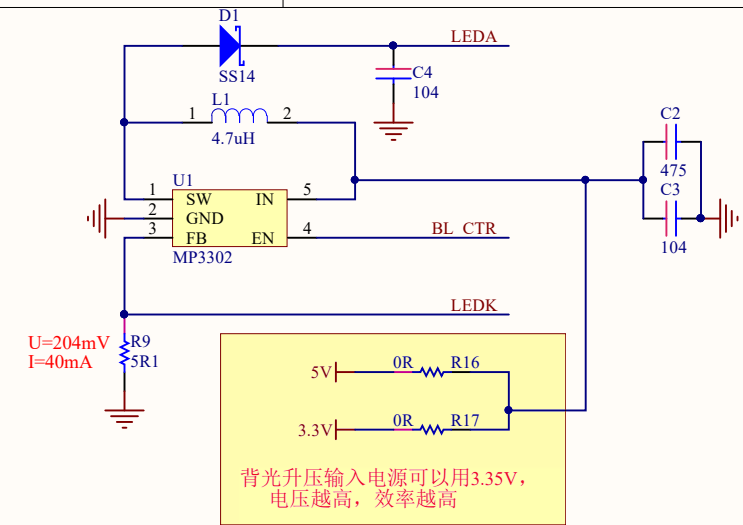 D1
LEDA
SS14
C4
104
L1
1
2
4.7uH
C2
475
C3
104
U1
1
SW
IN
5
2
GND
3
FB
EN
4
BL_CTR
MP3302
LEDK
U=204mV
R9
I=40mA
5R1
5V
0R
R16
3.3V
0R
R17
背光升压输入电源可以用3.35V，
电压越高，效率越高